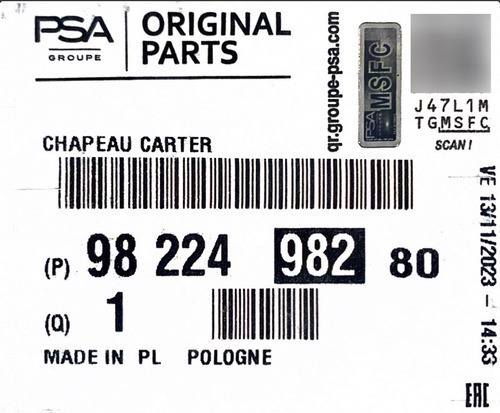 PSA
GROUPE
ORIGINAL
PARTS
qr.groupe-psa.com
PSA MSFC
J47L1M
TGMSFC
SCAN!
CHAPEAU CARTER
(P) 98 224 982 80
(Q) 1
MADE IN PL POLOGNE
VE 13/11/2023 - 14:33
EAC